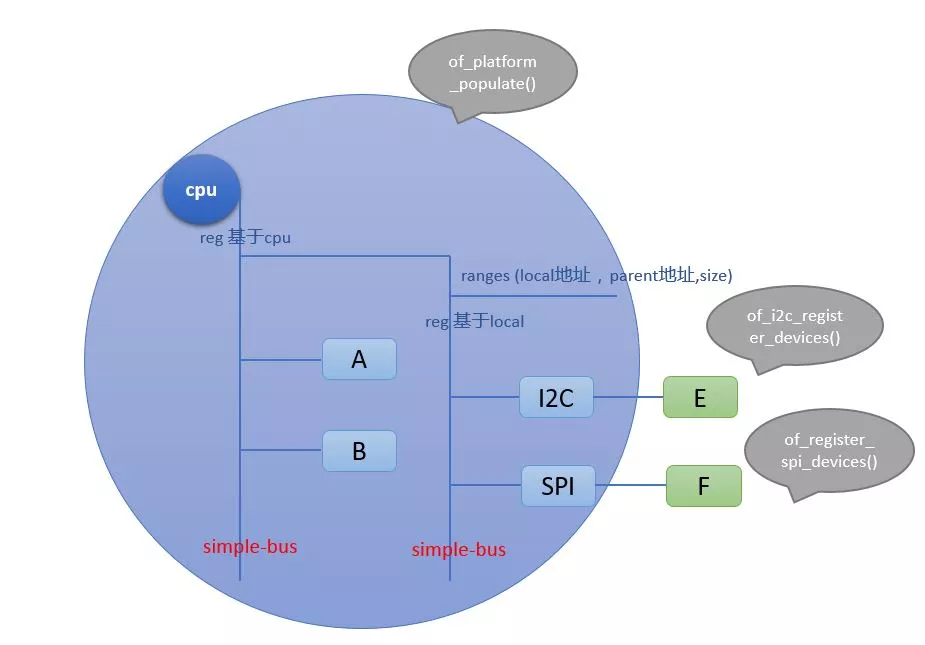 of_platform
_populate()
cpu
reg 基于cpu
ranges (local地址，parent地址,size)
reg 基于local
of_i2c_regist
er_devices()
A
I2C
E
B
of_register_
spi_devices()
SPI
F
simple-bus
simple-bus